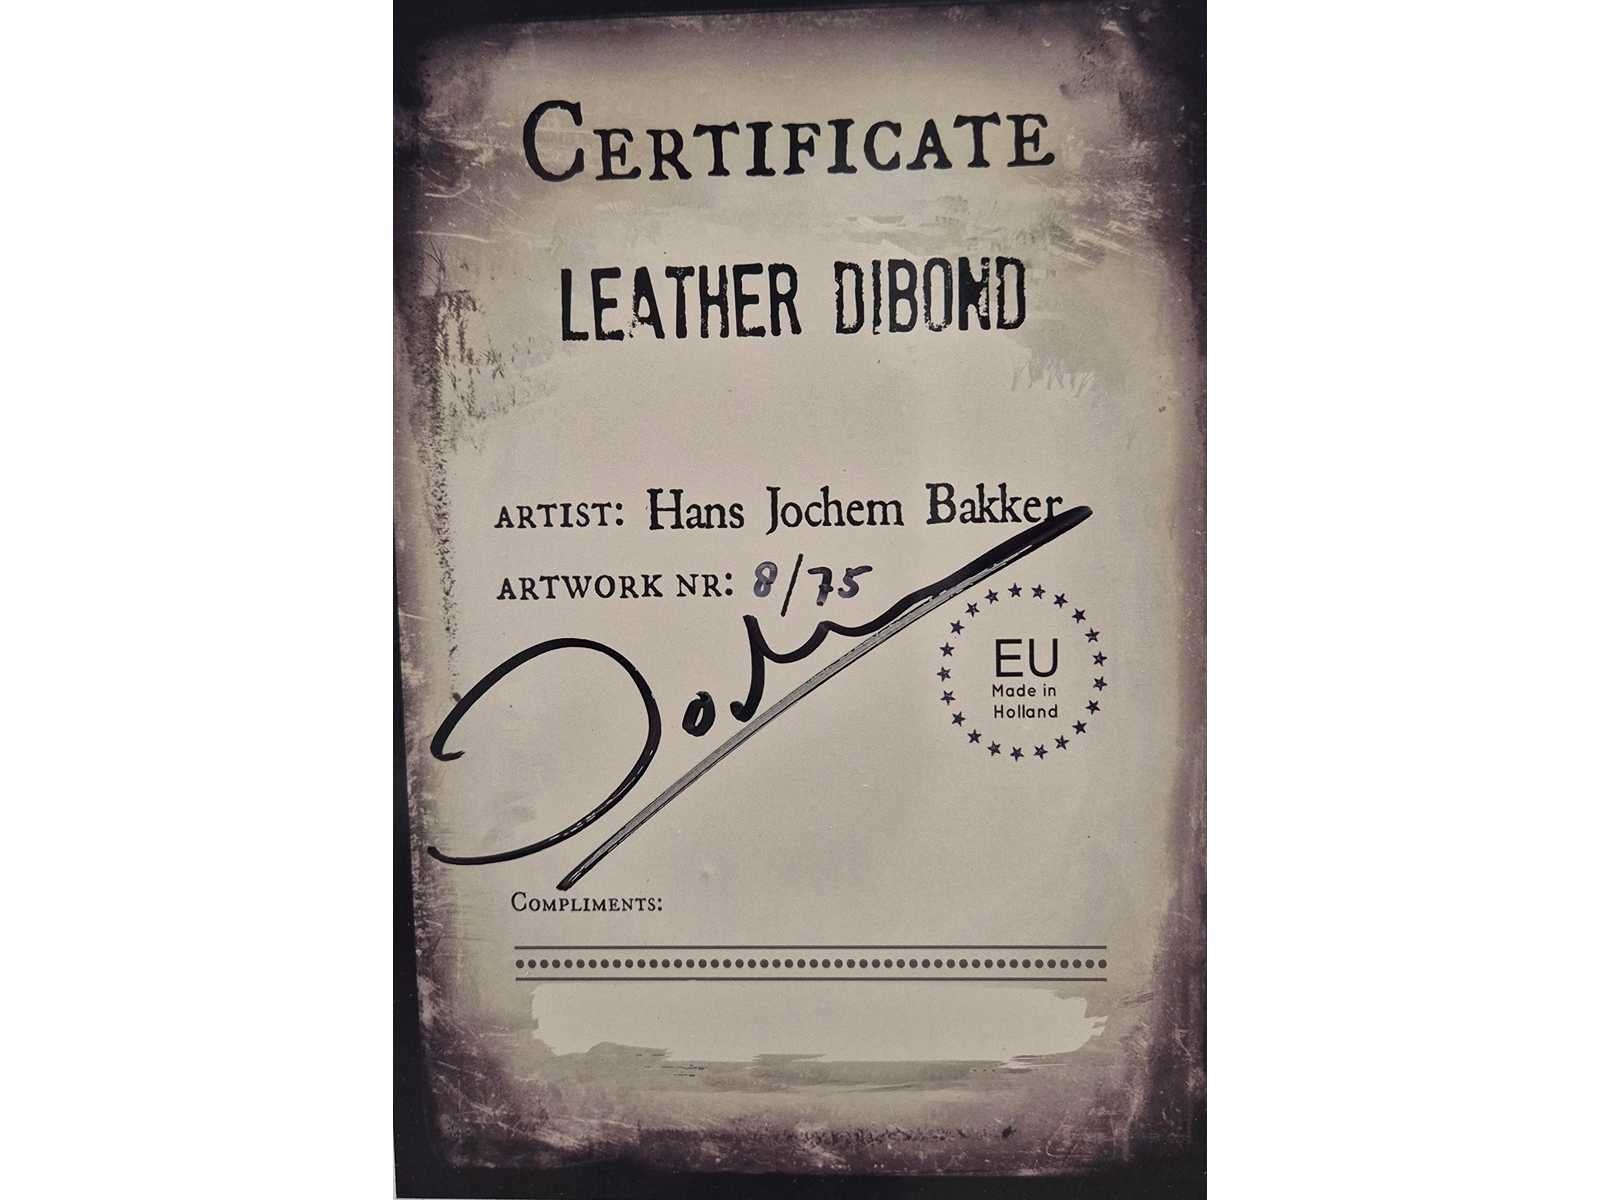 CERTIFICATE
LEATHER DIBOND
ARTIST: Hans Jochem Bakker
ARTWORK NR: 8/75
EU
Made in
Holland
COMPLIMENTS: